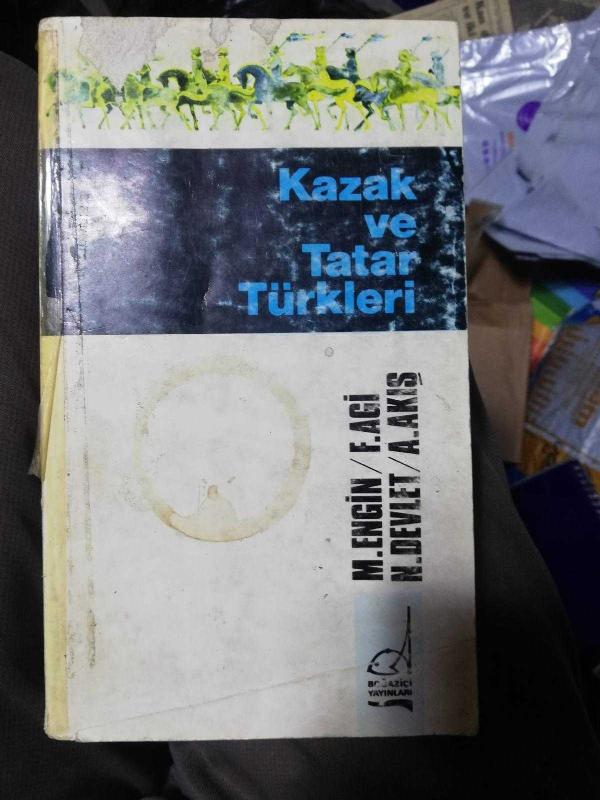 Kazak
ve
Tatar
Türkleri
M.ENGİN / F.AGİ
N.DEVLET / A.AKIŞ
BOĞAZİÇİ
YAYINLARI